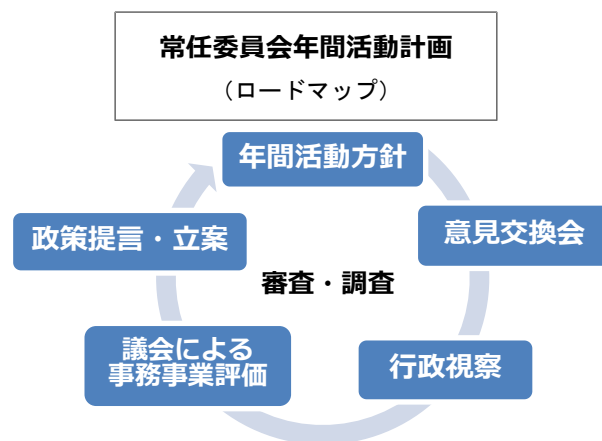 常任委員会年間活動計画
（ロードマップ）
年間活動方針
意見交換会
政策提言・立案
審査・調査
議会による
事務事業評価
行政視察